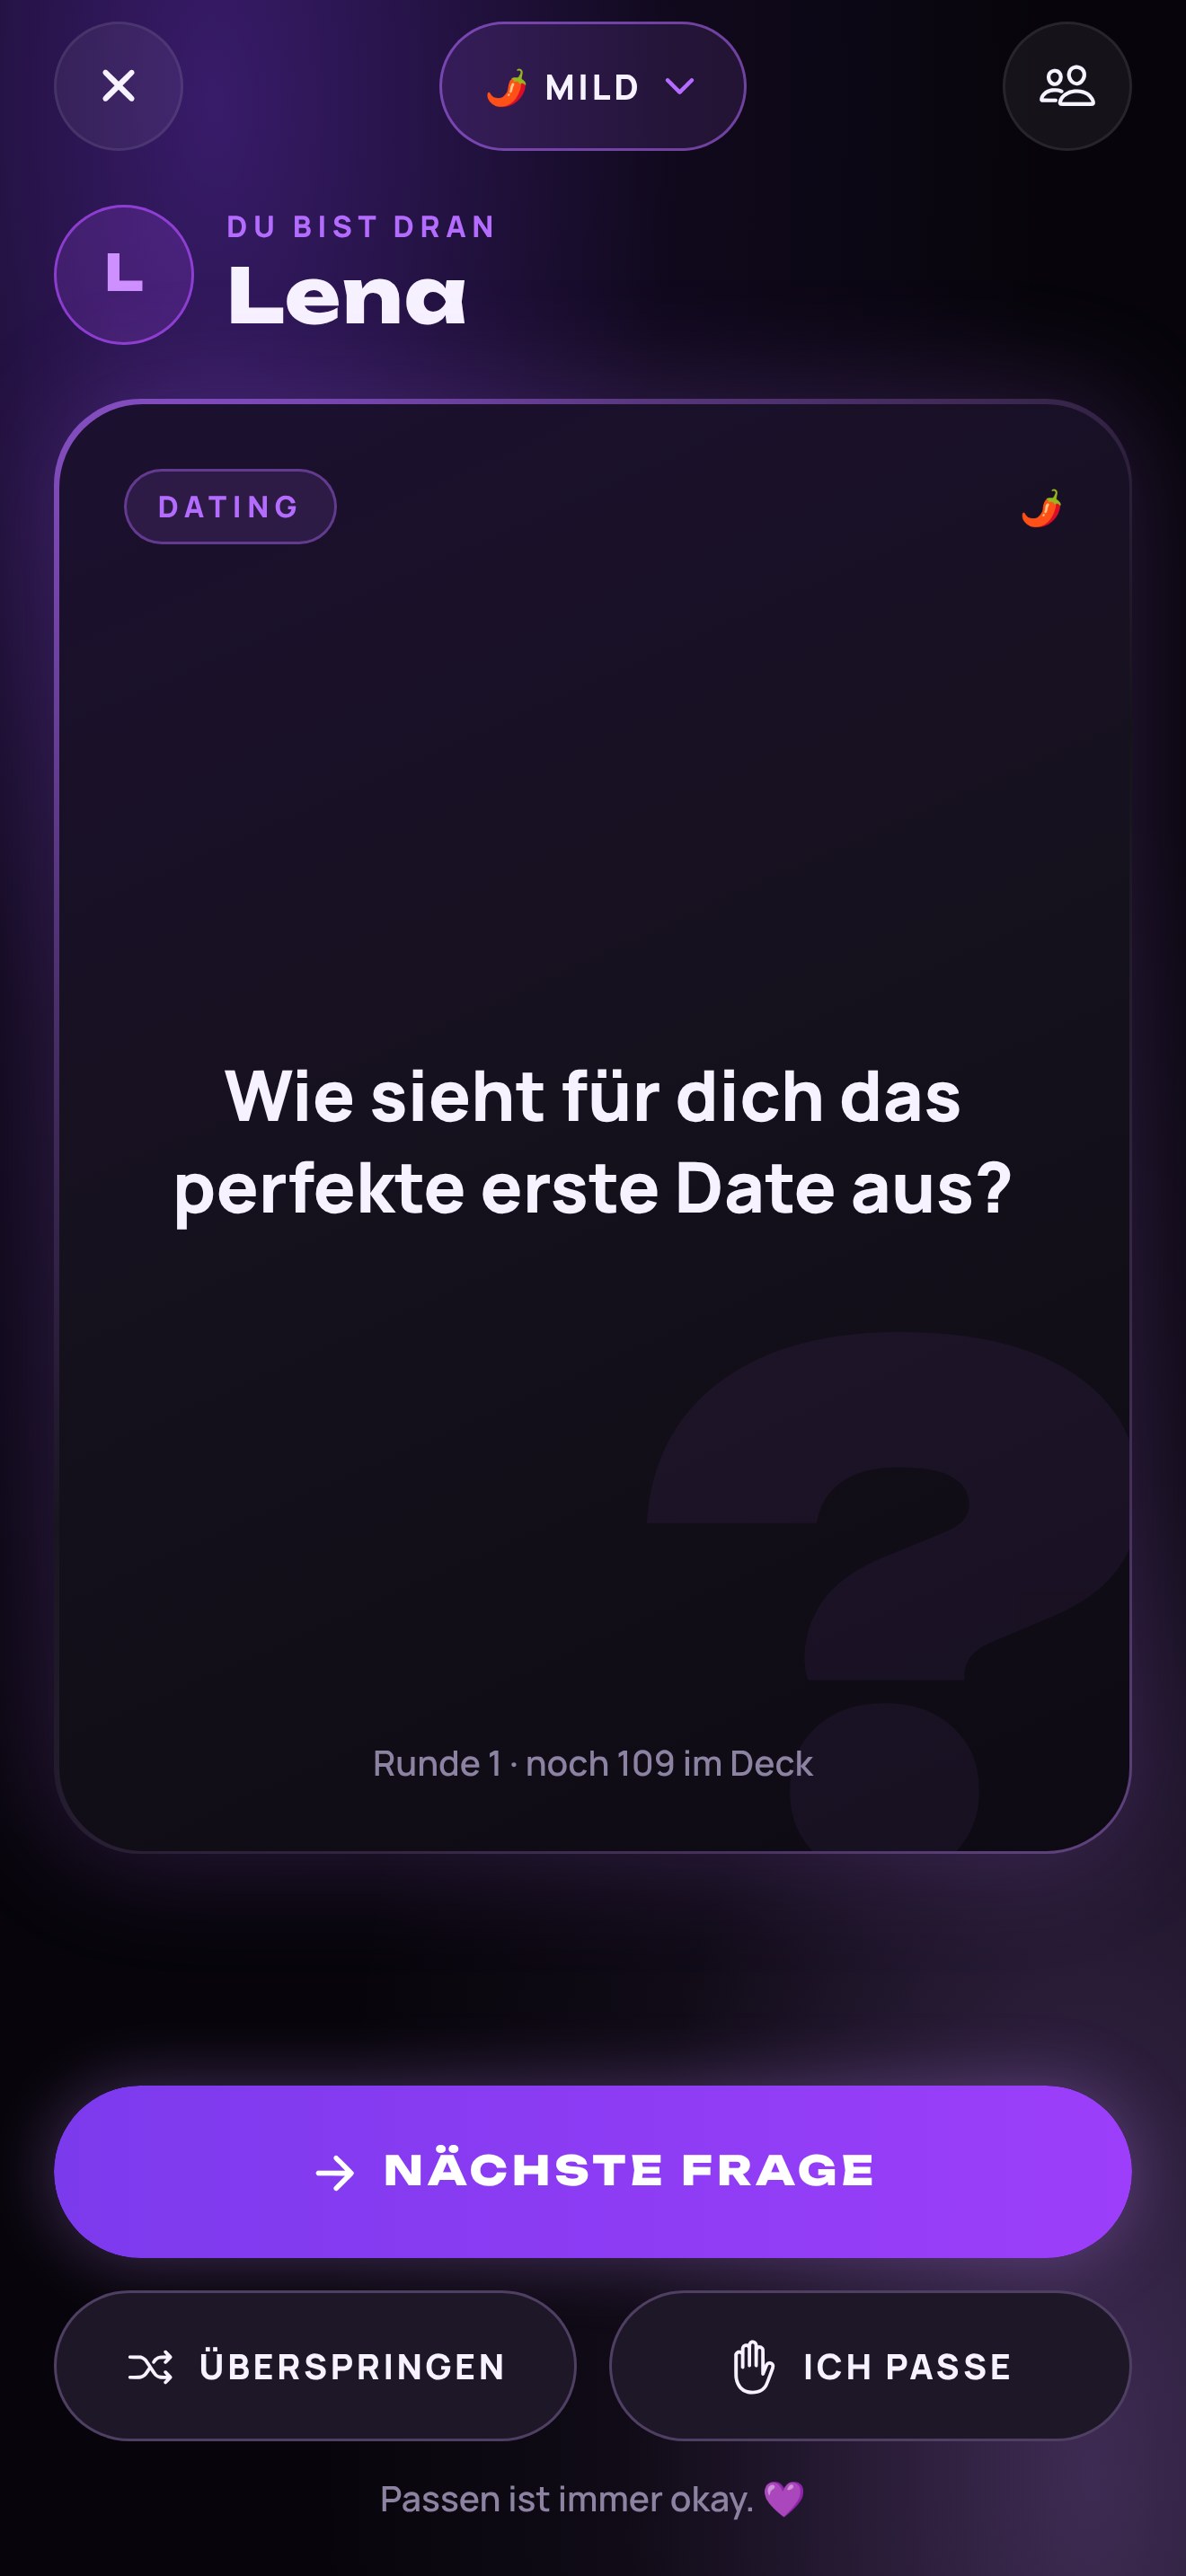 🌶️ MILD
DU BIST DRAN
L
Lena
DATING
🌶️
Wie sieht für dich das
perfekte erste Date aus?
?
Runde 1 · noch 109 im Deck
→ NÄCHSTE FRAGE
ÜBERSPRINGEN
ICH PASSE
Passen ist immer okay. 💜